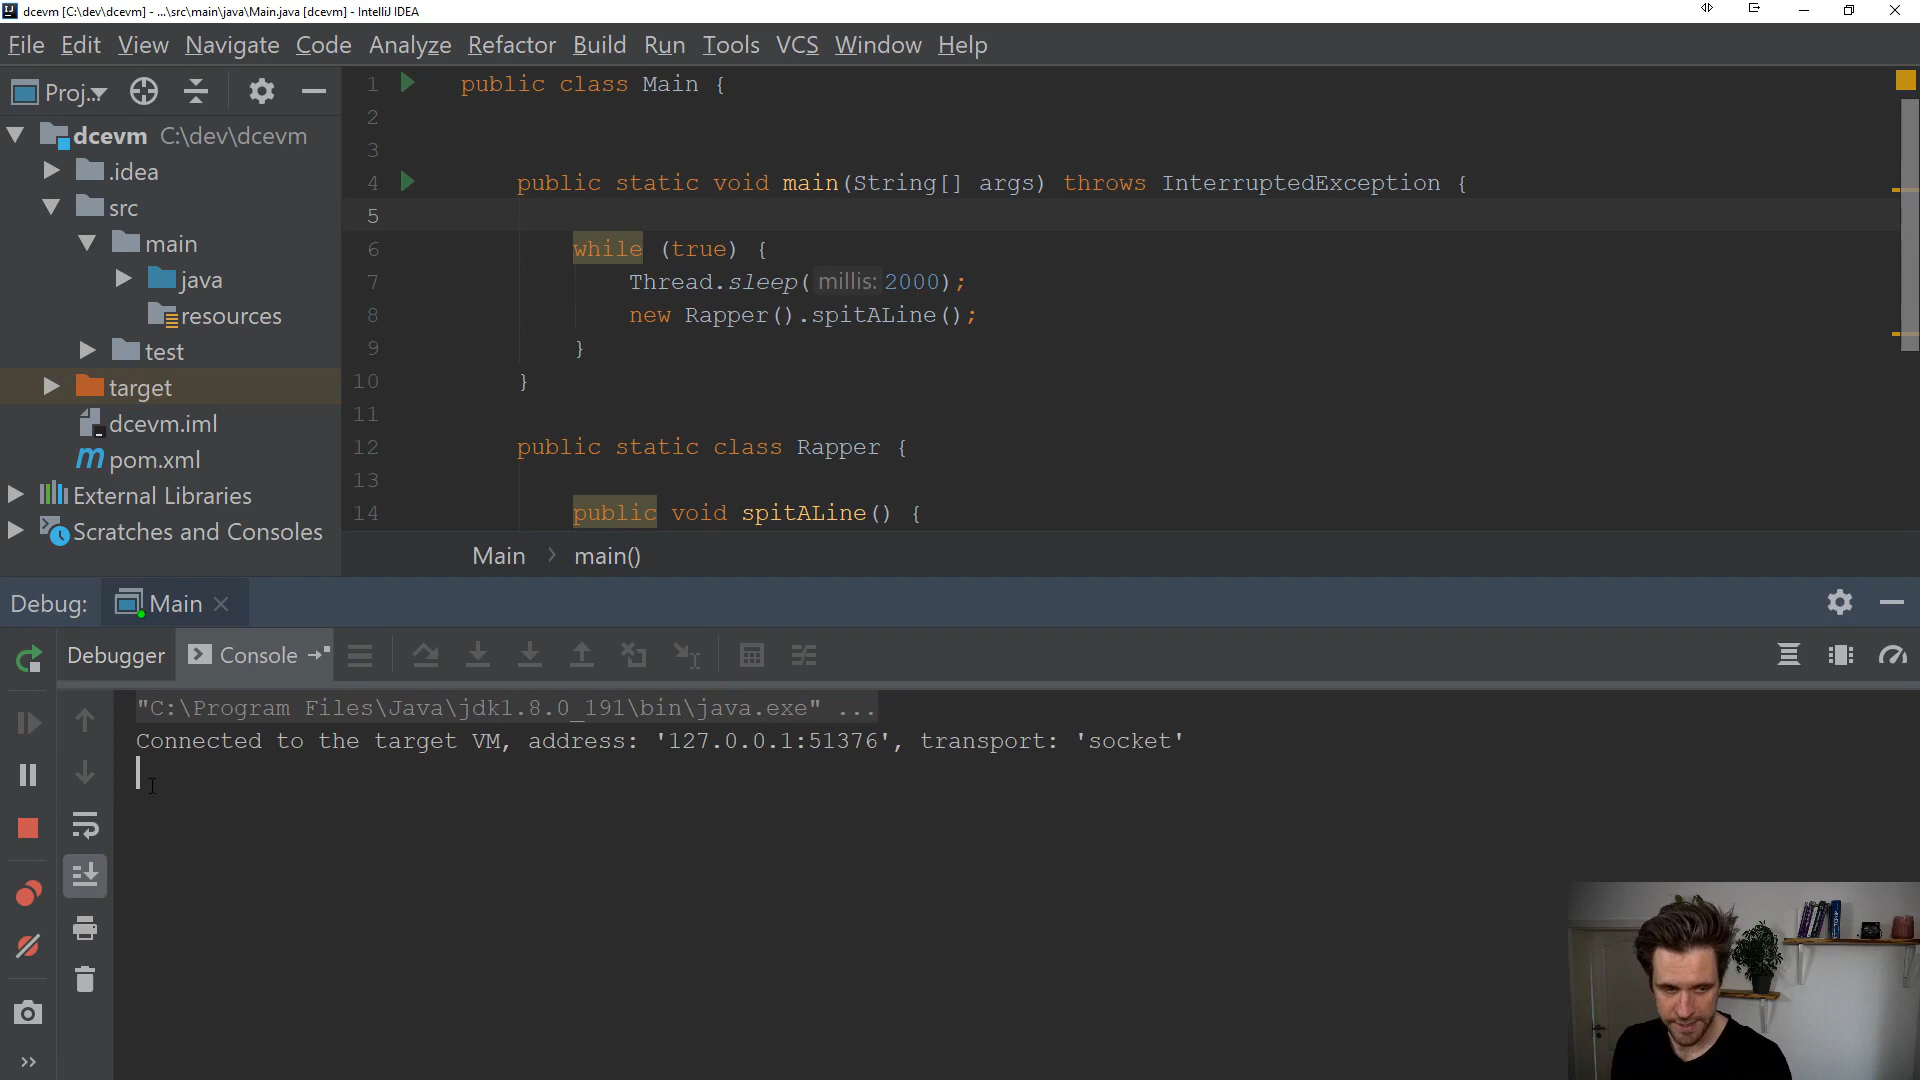 dcevm [C:\dev\dcevm] - ...\src\main\java\Main.java [dcevm] - IntelliJ IDEA
File Edit View Navigate Code Analyze Refactor Build Run Tools VCS Window Help
Proj...
dcevm C:\dev\dcevm
.idea
src
main
java
resources
test
target
dcevm.iml
pom.xml
External Libraries
Scratches and Consoles
1 public class Main {
2
3
4 public static void main(String[] args) throws InterruptedException {
5
6 while (true) {
7 Thread.sleep( millis: 2000);
8 new Rapper().spitALine();
9 }
10 }
11
12 public static class Rapper {
13
14 public void spitALine() {
Main > main()
Debug: Main
Debugger Console
"C:\Program Files\Java\jdk1.8.0_191\bin\java.exe" ...
Connected to the target VM, address: '127.0.0.1:51376', transport: 'socket'